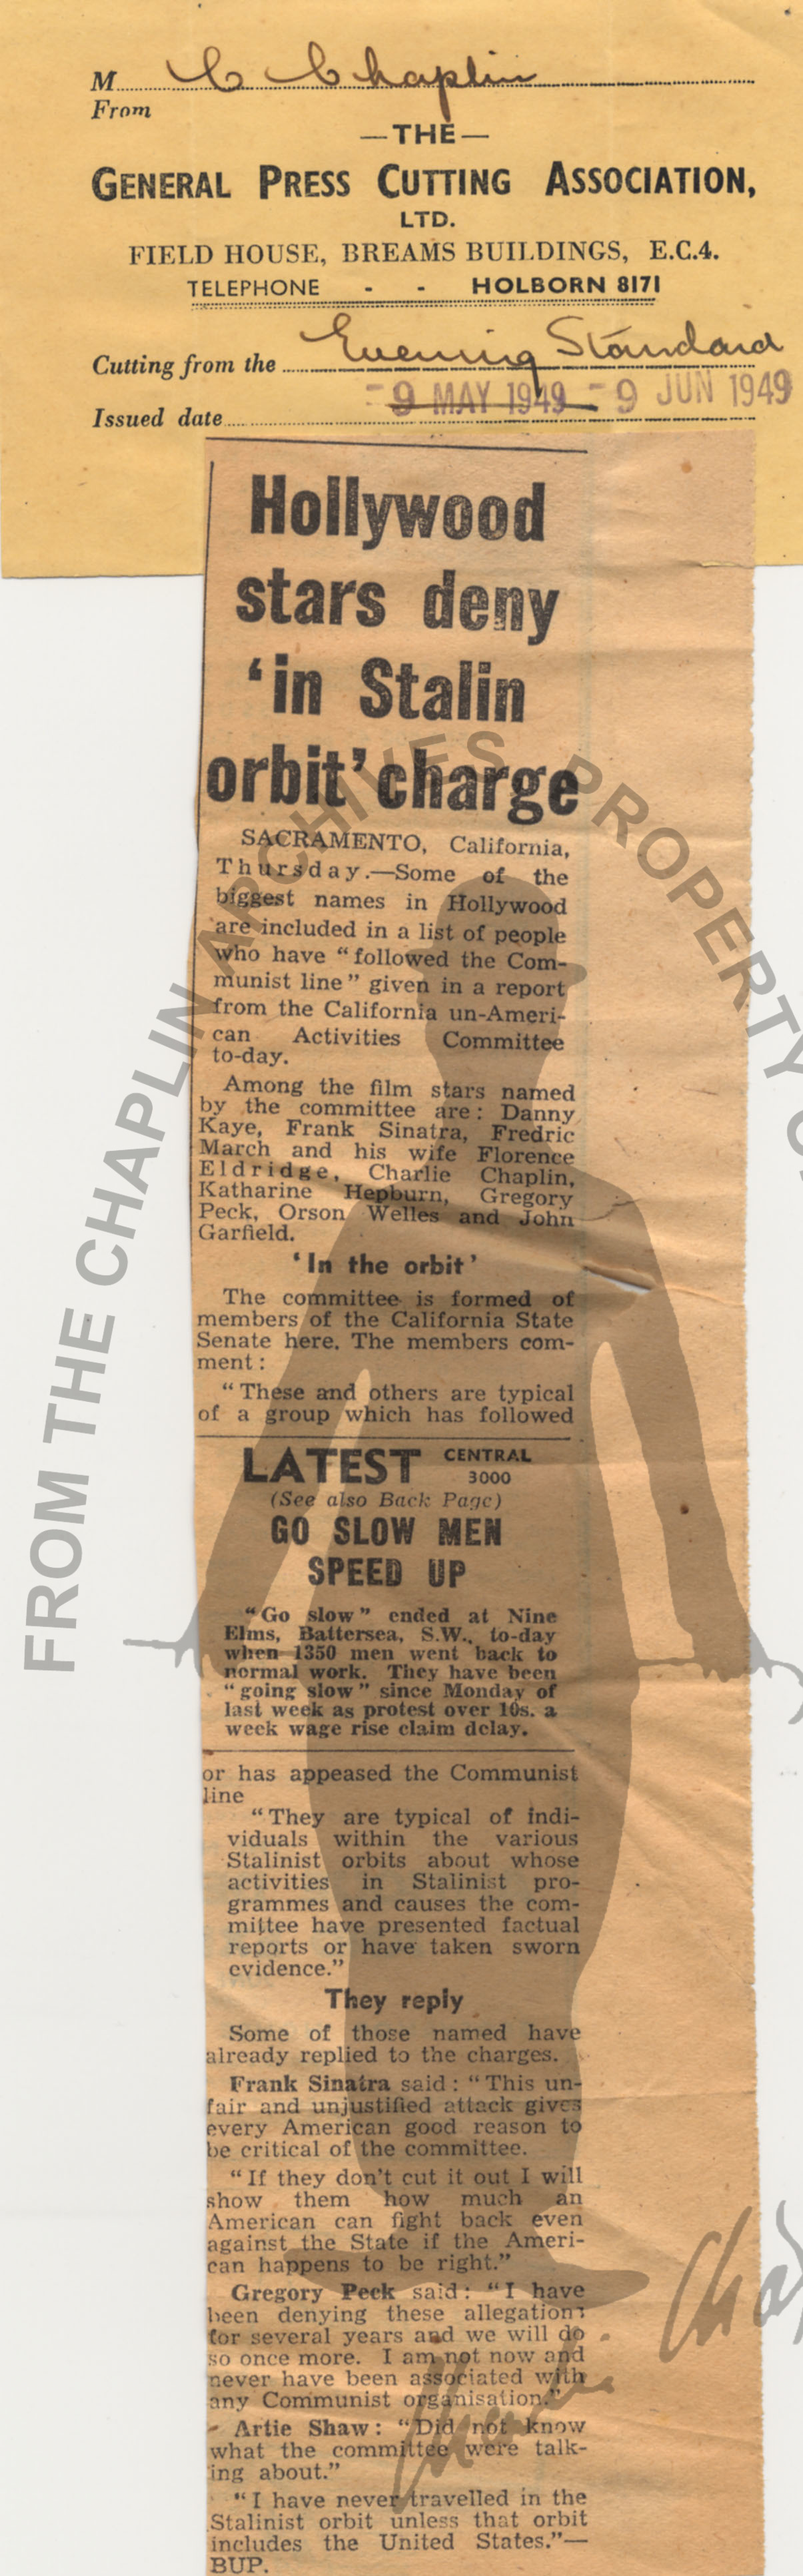 M C Chaplin
From
—THE—
GENERAL PRESS CUTTING ASSOCIATION,
LTD.
FIELD HOUSE, BREAMS BUILDINGS, E.C.4.
TELEPHONE - - HOLBORN 8171
Cutting from the Evening Standard
-9 MAY 1949 -9 JUN 1949
Issued date
Hollywood
stars deny
‘in Stalin
orbit’ charge
SACRAMENTO, California,
Thursday.—Some of the
biggest names in Hollywood
are included in a list of people
who have “followed the Com-
munist line” given in a report
from the California un-Ameri-
can Activities Committee
to-day.
Among the film stars named
by the committee are: Danny
Kaye, Frank Sinatra, Fredric
March and his wife Florence
Eldridge, Charlie Chaplin,
Katharine Hepburn, Gregory
Peck, Orson Welles and John
Garfield.
‘In the orbit’
The committee is formed of
members of the California State
Senate here. The members com-
ment:
“These and others are typical
of a group which has followed
LATEST CENTRAL
3000
(See also Back Page)
GO SLOW MEN
SPEED UP
“Go slow” ended at Nine
Elms, Battersea, S.W., to-day
when 1350 men went back to
normal work. They have been
“going slow” since Monday of
last week as protest over 10s. a
week wage rise claim delay.
or has appeased the Communist
line
“They are typical of indi-
viduals within the various
Stalinist orbits about whose
activities in Stalinist pro-
grammes and causes the com-
mittee have presented factual
reports or have taken sworn
evidence.”
They reply
Some of those named have
already replied to the charges.
Frank Sinatra said: “This un-
fair and unjustified attack gives
every American good reason to
be critical of the committee.
“If they don't cut it out I will
show them how much an
American can fight back even
against the State if the Ameri-
can happens to be right.”
Gregory Peck said: “I have
been denying these allegations
for several years and we will do
so once more. I am not now and
never have been associated with
any Communist organisation.”
Artie Shaw: “Did not know
what the committee were talk-
ing about.”
“I have never travelled in the
Stalinist orbit unless that orbit
includes the United States.”—
BUP.
FROM THE CHAPLIN ARCHIVES PROPERTY